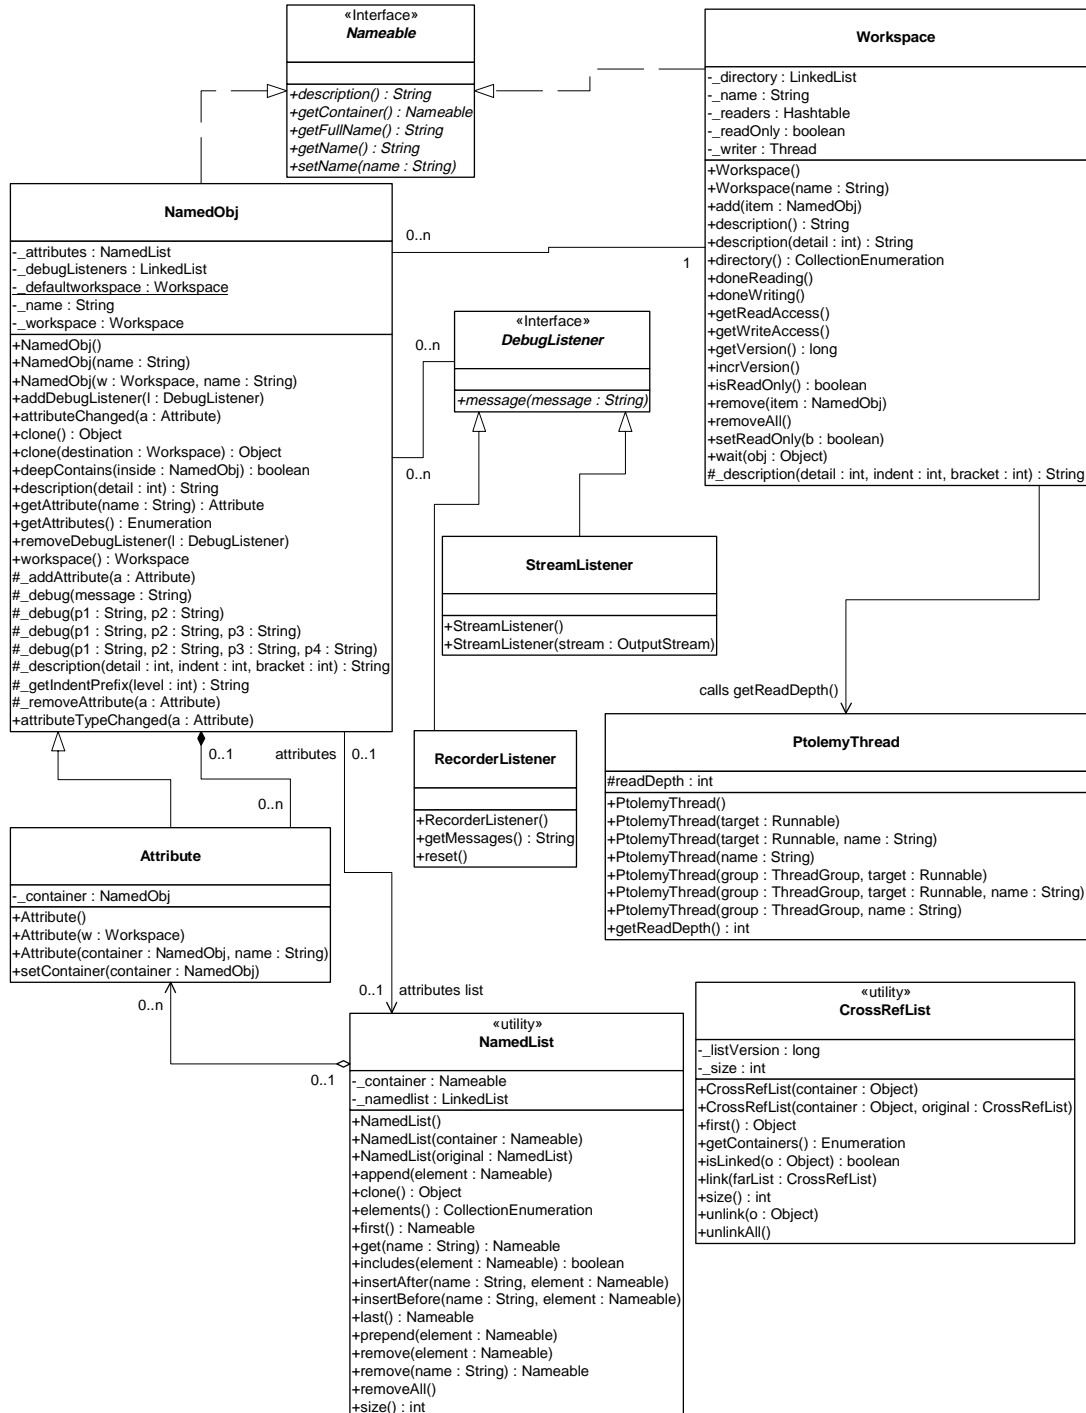 «Interface»
Nameable
+description() : String
+getContainer() : Nameable
+getFullName() : String
+getName() : String
+setName(name : String)
Workspace
-_directory : LinkedList
-_name : String
-_readers : Hashtable
-_readOnly : boolean
-_writer : Thread
+Workspace()
+Workspace(name : String)
+add(item : NamedObj)
+description() : String
+description(detail : int) : String
+directory() : CollectionEnumeration
+doneReading()
+doneWriting()
+getReadAccess()
+getWriteAccess()
+getVersion() : long
+incrVersion()
+isReadOnly() : boolean
+remove(item : NamedObj)
+removeAll()
+setReadOnly(b : boolean)
+wait(obj : Object)
#_description(detail : int, indent : int, bracket : int) : String
NamedObj
-_attributes : NamedList
-_debugListeners : LinkedList
-_defaultworkspace : Workspace
-_name : String
-_workspace : Workspace
+NamedObj()
+NamedObj(name : String)
+NamedObj(w : Workspace, name : String)
+addDebugListener(l : DebugListener)
+attributeChanged(a : Attribute)
+clone() : Object
+clone(destination : Workspace) : Object
+deepContains(inside : NamedObj) : boolean
+description(detail : int) : String
+getAttribute(name : String) : Attribute
+getAttributes() : Enumeration
+removeDebugListener(l : DebugListener)
+workspace() : Workspace
#_addAttribute(a : Attribute)
#_debug(message : String)
#_debug(p1 : String, p2 : String)
#_debug(p1 : String, p2 : String, p3 : String)
#_debug(p1 : String, p2 : String, p3 : String, p4 : String)
#_description(detail : int, indent : int, bracket : int) : String
#_getIndentPrefix(level : int) : String
#_removeAttribute(a : Attribute)
+attributeTypeChanged(a : Attribute)
0..n
1
«Interface»
DebugListener
+message(message : String)
0..n
0..n
StreamListener
+StreamListener()
+StreamListener(stream : OutputStream)
calls getReadDepth()
RecorderListener
+RecorderListener()
+getMessages() : String
+reset()
PtolemyThread
#readDepth : int
+PtolemyThread()
+PtolemyThread(target : Runnable)
+PtolemyThread(target : Runnable, name : String)
+PtolemyThread(name : String)
+PtolemyThread(group : ThreadGroup, target : Runnable)
+PtolemyThread(group : ThreadGroup, target : Runnable, name : String)
+PtolemyThread(group : ThreadGroup, name : String)
+getReadDepth() : int
0..1
attributes
0..1
0..n
Attribute
-_container : NamedObj
+Attribute()
+Attribute(w : Workspace)
+Attribute(container : NamedObj, name : String)
+setContainer(container : NamedObj)
0..n
0..1
attributes list
0..1
«utility»
NamedList
-_container : Nameable
-_namedlist : LinkedList
+NamedList()
+NamedList(container : Nameable)
+NamedList(original : NamedList)
+append(element : Nameable)
+clone() : Object
+elements() : CollectionEnumeration
+first() : Nameable
+get(name : String) : Nameable
+includes(element : Nameable) : boolean
+insertAfter(name : String, element : Nameable)
+insertBefore(name : String, element : Nameable)
+last() : Nameable
+prepend(element : Nameable)
+remove(element : Nameable)
+remove(name : String) : Nameable
+removeAll()
+size() : int
«utility»
CrossRefList
-_listVersion : long
-_size : int
+CrossRefList(container : Object)
+CrossRefList(container : Object, original : CrossRefList)
+first() : Object
+getContainers() : Enumeration
+isLinked(o : Object) : boolean
+link(farList : CrossRefList)
+size() : int
+unlink(o : Object)
+unlinkAll()